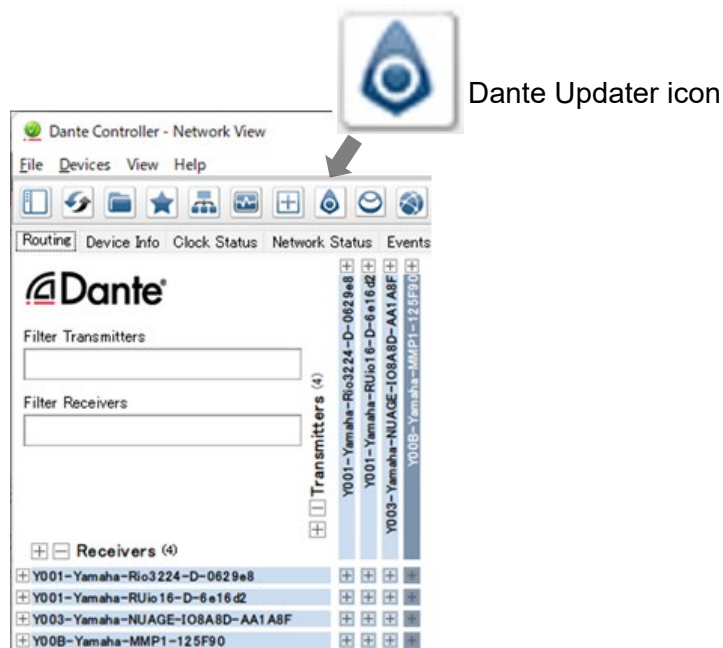 Dante Updater icon
Dante Controller - Network View
File Devices View Help
Routing Device Info Clock Status Network Status Events
Dante®
Filter Transmitters
Filter Receivers
Transmitters (4)
Y001-Yamaha-Rio3224-D-0629e8
Y001-Yamaha-RUio16-D-6e16d2
Y003-Yamaha-NUAGE-IO8A8D-AA1A8F
Y00B-Yamaha-MMP1-125F90
Receivers (4)
Y001-Yamaha-Rio3224-D-0629e8
Y001-Yamaha-RUio16-D-6e16d2
Y003-Yamaha-NUAGE-IO8A8D-AA1A8F
Y00B-Yamaha-MMP1-125F90